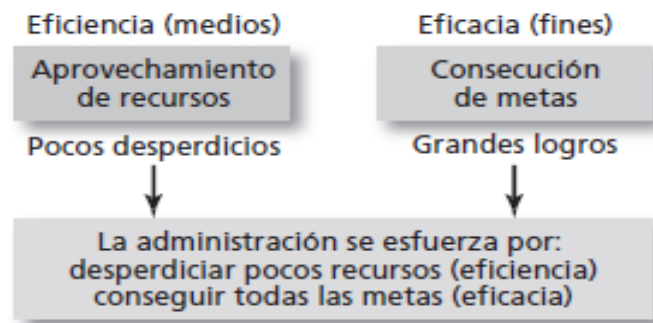 Eficiencia (medios)
Eficacia (fines)
Aprovechamiento
de recursos
Consecución
de metas
Pocos desperdicios
Grandes logros
La administración se esfuerza por:
desperdiciar pocos recursos (eficiencia)
conseguir todas las metas (eficacia)